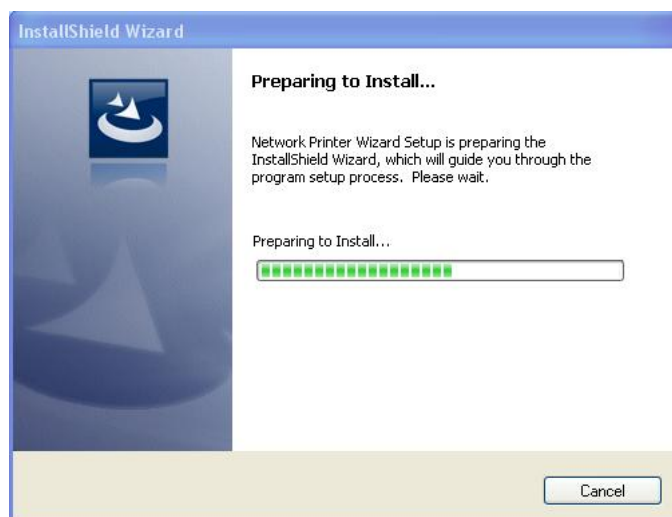 InstallShield Wizard
Preparing to Install...
Network Printer Wizard Setup is preparing the
InstallShield Wizard, which will guide you through the
program setup process.  Please wait.
Preparing to Install...
Cancel